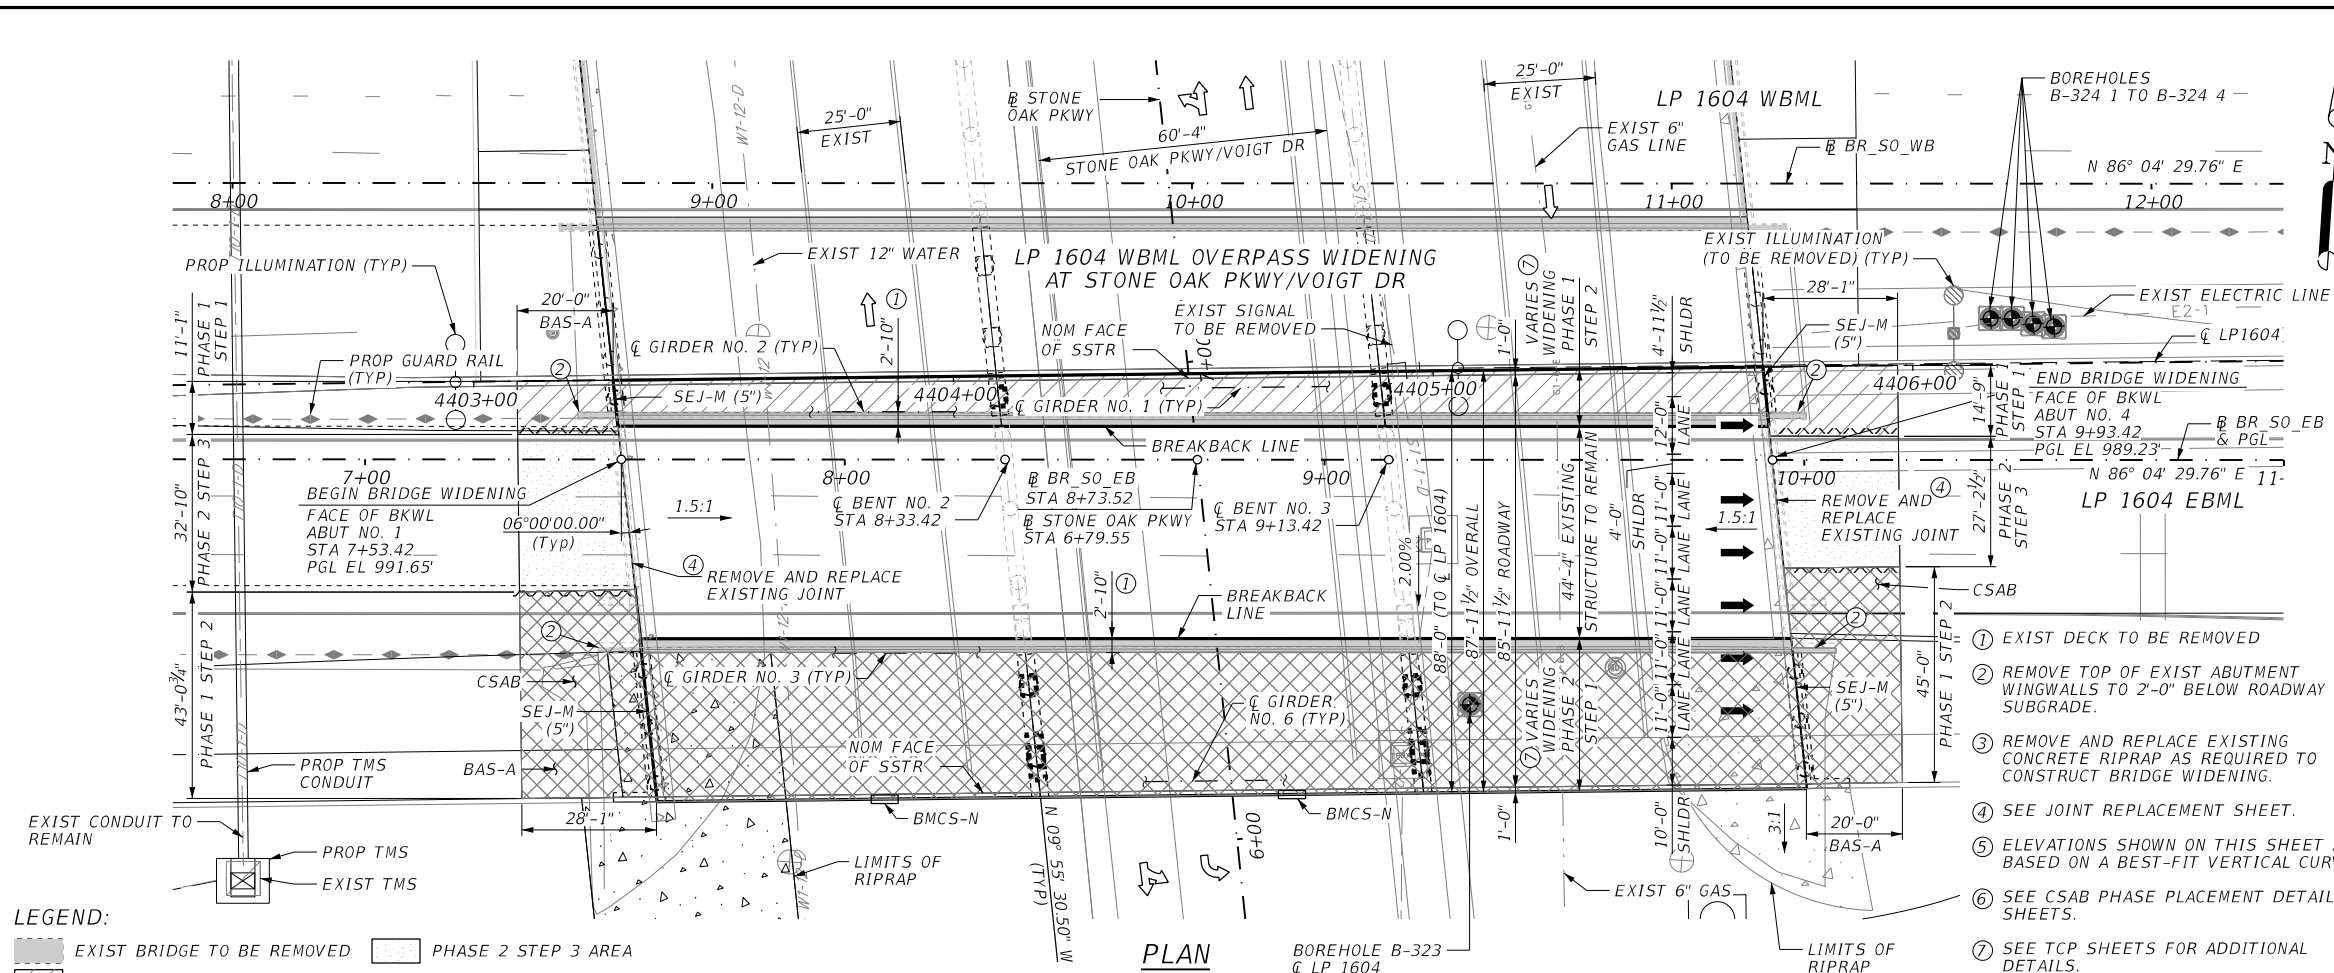 BOREHOLES
B-324 1 TO B-324 4
25'-0"
EXIST
LP 1604 WBML
℄ STONE
OAK PKWY
W1-12-D
25'-0"
EXIST
60'-4"
STONE OAK PKWY/VOIGT DR
EXIST 6"
GAS LINE
BR_SO_WB
N 86° 04' 29.76" E
8+00
9+00
10+00
11+00
12+00
N
PROP ILLUMINATION (TYP)
EXIST 12" WATER
LP 1604 WBML OVERPASS WIDENING
AT STONE OAK PKWY/VOIGT DR
EXIST ILLUMINATION
(TO BE REMOVED) (TYP)
20'-0"
BAS-A
1
EXIST SIGNAL
TO BE REMOVED
7
VARIES
WIDENING
PHASE 1
STEP 2
28'-1"
EXIST ELECTRIC LINE
E2-1
11'-1"
PHASE 1
STEP 1
2'-10"
NOM FACE
OF SSTR
1'-0"
4'-11½"
SHLDR
SEJ-M
(5")
℄ LP1604
℄ GIRDER NO. 2 (TYP)
PROP GUARD RAIL
(TYP)
2
2
4403+00
SEJ-M (5")
4404+00
℄ GIRDER NO. 1 (TYP)
4405+00
4406+00
14'-9"
PHASE 1
STEP 1
END BRIDGE WIDENING
FACE OF BKWL
ABUT NO. 4
STA 9+93.42
PGL EL 989.23'
BR_SO_EB
& PGL
12'-0"
LANE
BREAKBACK LINE
32'-10"
PHASE 2 STEP 3
7+00
8+00
9+00
10+00
N 86° 04' 29.76" E
11-
LP 1604 EBML
BEGIN BRIDGE WIDENING
FACE OF BKWL
ABUT NO. 1
STA 7+53.42
PGL EL 991.65'
06°00'00.00"
(Typ)
1.5:1
℄ BENT NO. 2
STA 8+33.42
BR_SO_EB
STA 8+73.52
STONE OAK PKWY
STA 6+79.55
℄ BENT NO. 3
STA 9+13.42
2.000%
88'-0" (TO ℄ LP 1604)
87'-11½" OVERALL
85'-11½" ROADWAY
44'-4" EXISTING
STRUCTURE TO REMAIN
4'-0"
SHLDR
11'-0"
LANE
11'-0"
LANE
11'-0"
LANE
11'-0"
LANE
11'-0"
LANE
1.5:1
REMOVE AND
REPLACE
EXISTING JOINT
4
27'-2½"
PHASE 2
STEP 3
4
REMOVE AND REPLACE
EXISTING JOINT
2'-10"
1
BREAKBACK
LINE
CSAB
2
2
43'-0¾"
PHASE 1 STEP 2
CSAB
℄ GIRDER NO. 3 (TYP)
SEJ-M
(5")
℄ GIRDER
NO. 6 (TYP)
7
VARIES
WIDENING
PHASE 2
STEP 1
SEJ-M
(5")
45'-0"
PHASE 1 STEP 2
NOM FACE
OF SSTR
BAS-A
PROP TMS
CONDUIT
28'-1"
BMCS-N
BMCS-N
1'-0"
10'-0"
SHLDR
3:1
20'-0"
BAS-A
EXIST CONDUIT TO
REMAIN
PROP TMS
EXIST TMS
LIMITS OF
RIPRAP
N 09° 55' 30.50" W
(TYP)
6+00
EXIST 6" GAS
LIMITS OF
RIPRAP
BOREHOLE B-323
℄ LP 1604
PLAN
LEGEND:
EXIST BRIDGE TO BE REMOVED
PHASE 2 STEP 3 AREA
1 EXIST DECK TO BE REMOVED
2 REMOVE TOP OF EXIST ABUTMENT
WINGWALLS TO 2'-0" BELOW ROADWAY
SUBGRADE.
3 REMOVE AND REPLACE EXISTING
CONCRETE RIPRAP AS REQUIRED TO
CONSTRUCT BRIDGE WIDENING.
4 SEE JOINT REPLACEMENT SHEET.
5 ELEVATIONS SHOWN ON THIS SHEET
BASED ON A BEST-FIT VERTICAL CUR
6 SEE CSAB PHASE PLACEMENT DETAIL
SHEETS.
7 SEE TCP SHEETS FOR ADDITIONAL
DETAILS.